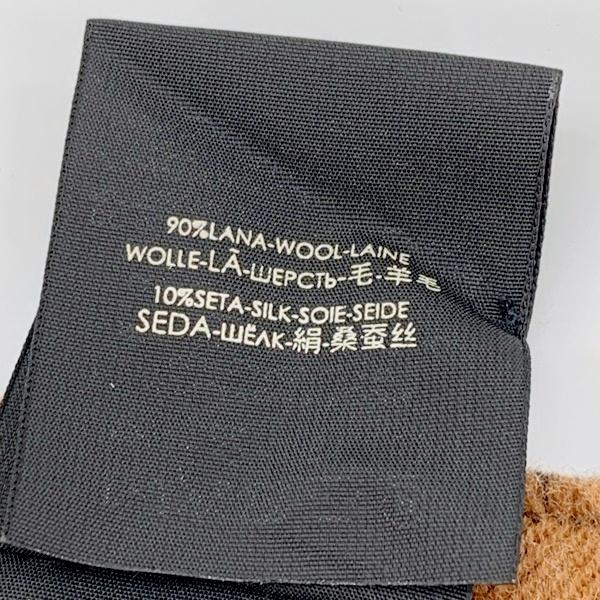 90%LANA-WOOL-LAINE
WOLLE-LÃ-ШЕРСТЬ-毛-羊毛
10%SETA-SILK-SOIE-SEIDE
SEDA-ШЁЛК-絹-桑蚕丝